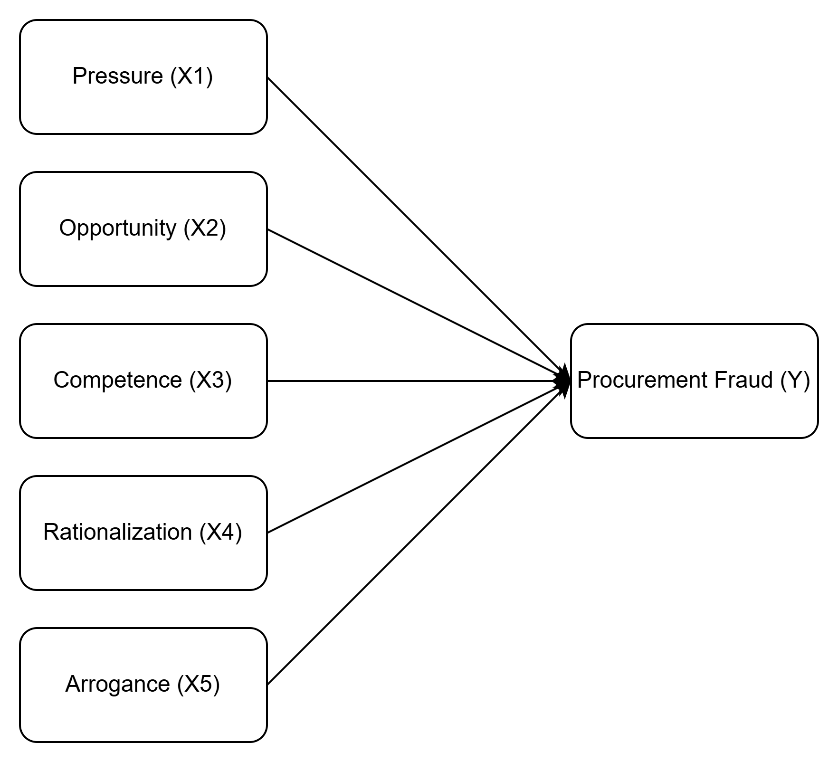 Pressure (X1)
Opportunity (X2)
Competence (X3)
Procurement Fraud (Y)
Rationalization (X4)
Arrogance (X5)